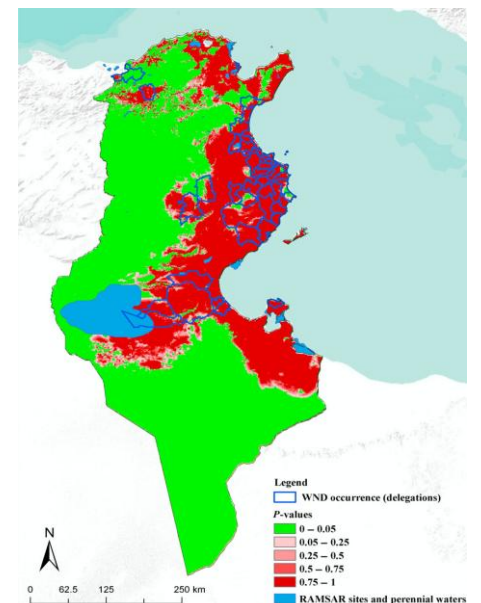 Legend
WND occurrence (delegations)
P-values
0 – 0.05
0.05 – 0.25
0.25 – 0.5
0.5 – 0.75
0.75 – 1
RAMSAR sites and perennial waters
N
0 62.5 125 250 km